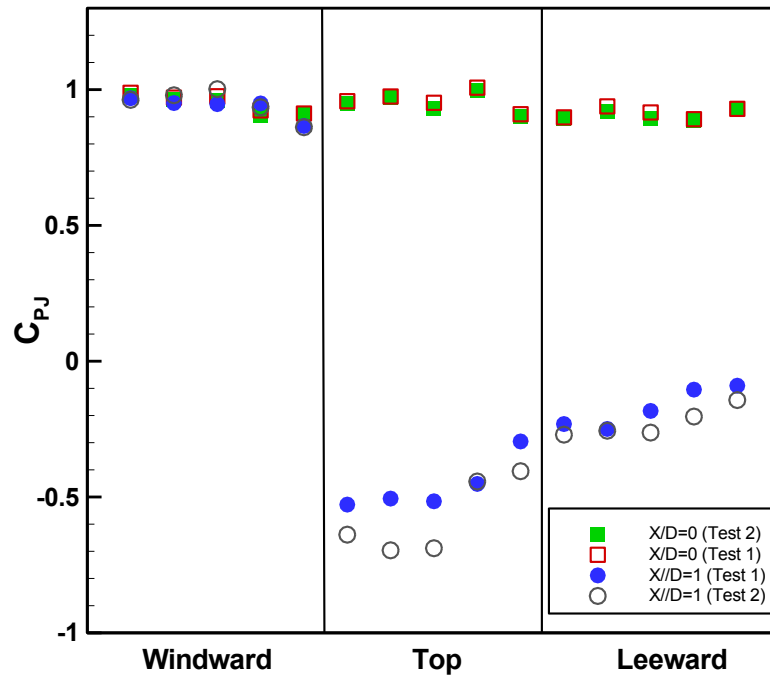 1
0.5
0
-0.5
-1
C_PJ
X/D=0 (Test 2)
X/D=0 (Test 1)
X//D=1 (Test 1)
X//D=1 (Test 2)
Windward Top Leeward